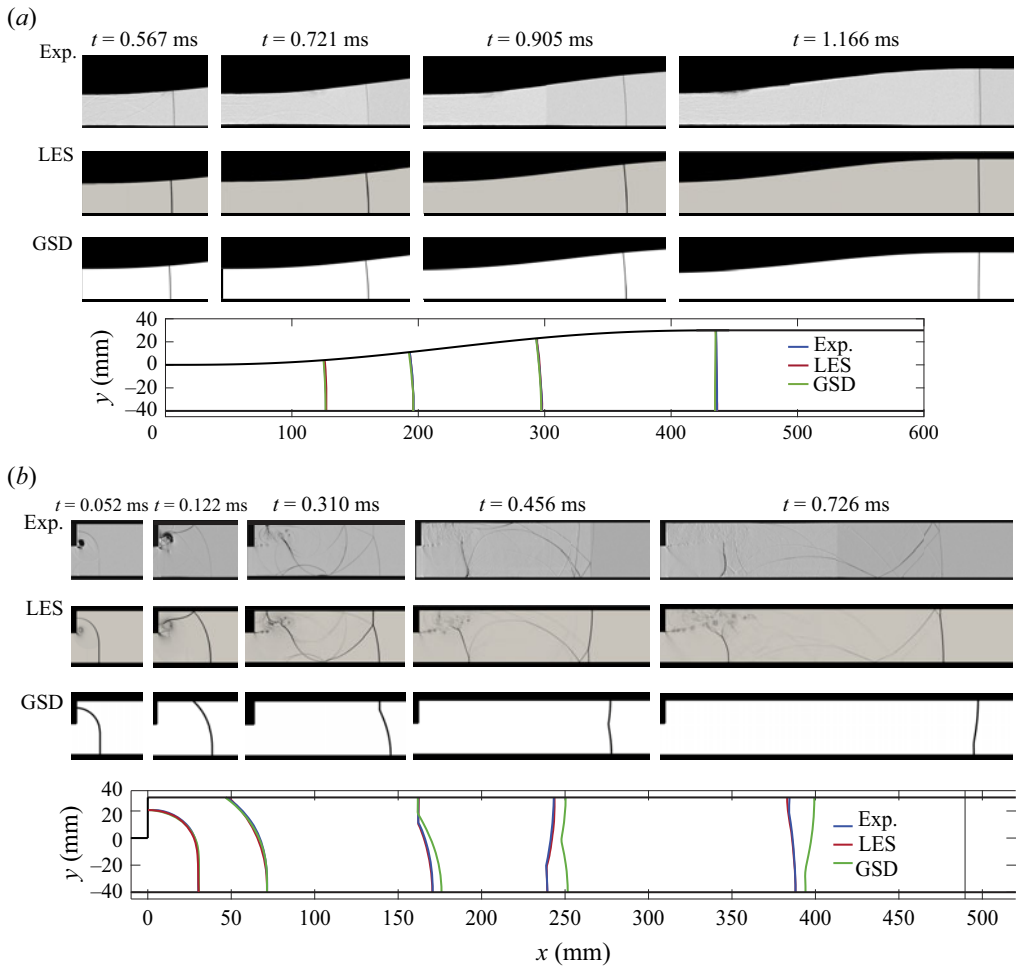 (a)
t = 0.567 ms t = 0.721 ms t = 0.905 ms t = 1.166 ms
Exp.
LES
GSD
40
20
0
–20
–40
y (mm)
Exp.
LES
GSD
0 100 200 300 400 500 600
(b)
t = 0.052 ms t = 0.122 ms t = 0.310 ms t = 0.456 ms t = 0.726 ms
Exp.
LES
GSD
40
20
0
–20
–40
y (mm)
Exp.
LES
GSD
0 50 100 150 200 250 300 350 400 450 500
x (mm)